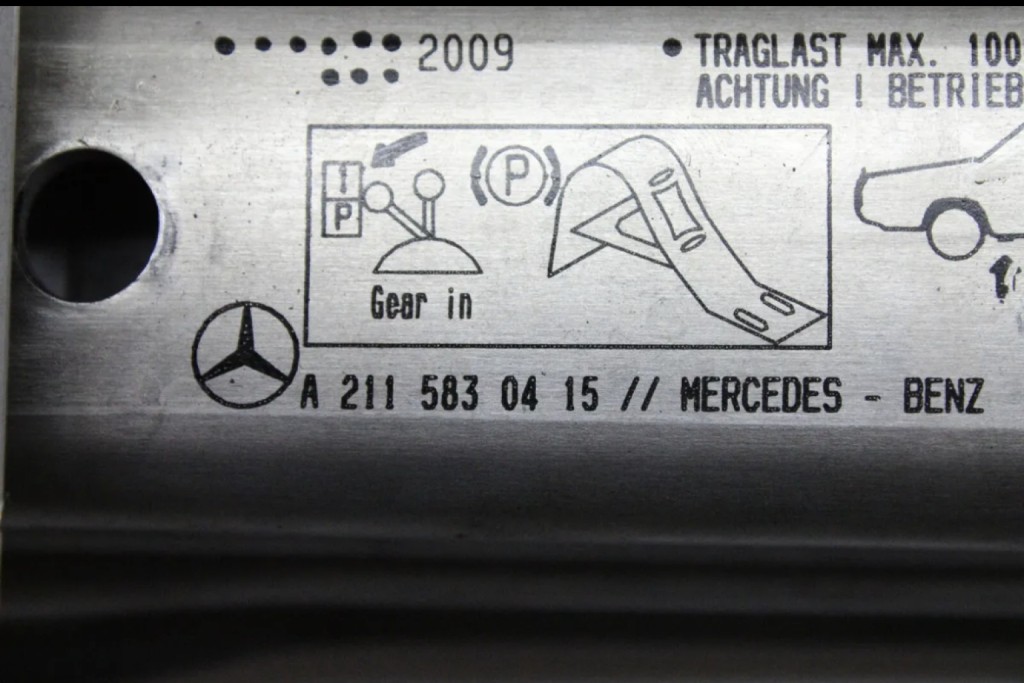 2009
TRAGLAST MAX. 100
ACHTUNG ! BETRIEB
I
P
(P)
Gear in
A 211 583 04 15 // MERCEDES - BENZ